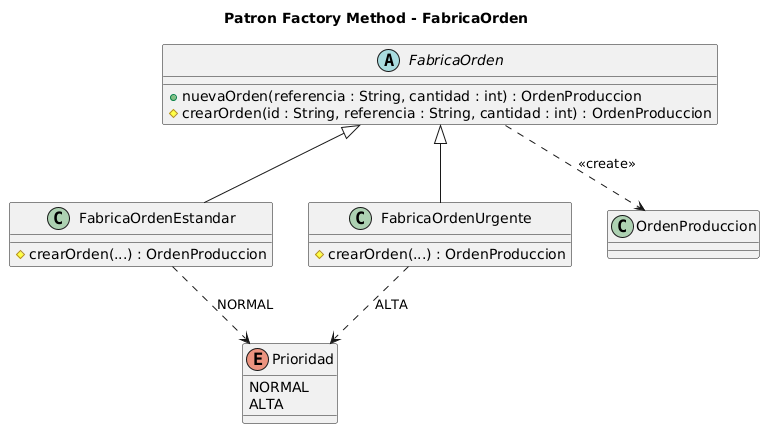 Patron Factory Method - FabricaOrden
A FabricaOrden
nuevaOrden(referencia : String, cantidad : int) : OrdenProduccion
crearOrden(id : String, referencia : String, cantidad : int) : OrdenProduccion
«create»
C FabricaOrdenEstandar
crearOrden(...) : OrdenProduccion
C FabricaOrdenUrgente
crearOrden(...) : OrdenProduccion
C OrdenProduccion
NORMAL
ALTA
E Prioridad
NORMAL
ALTA